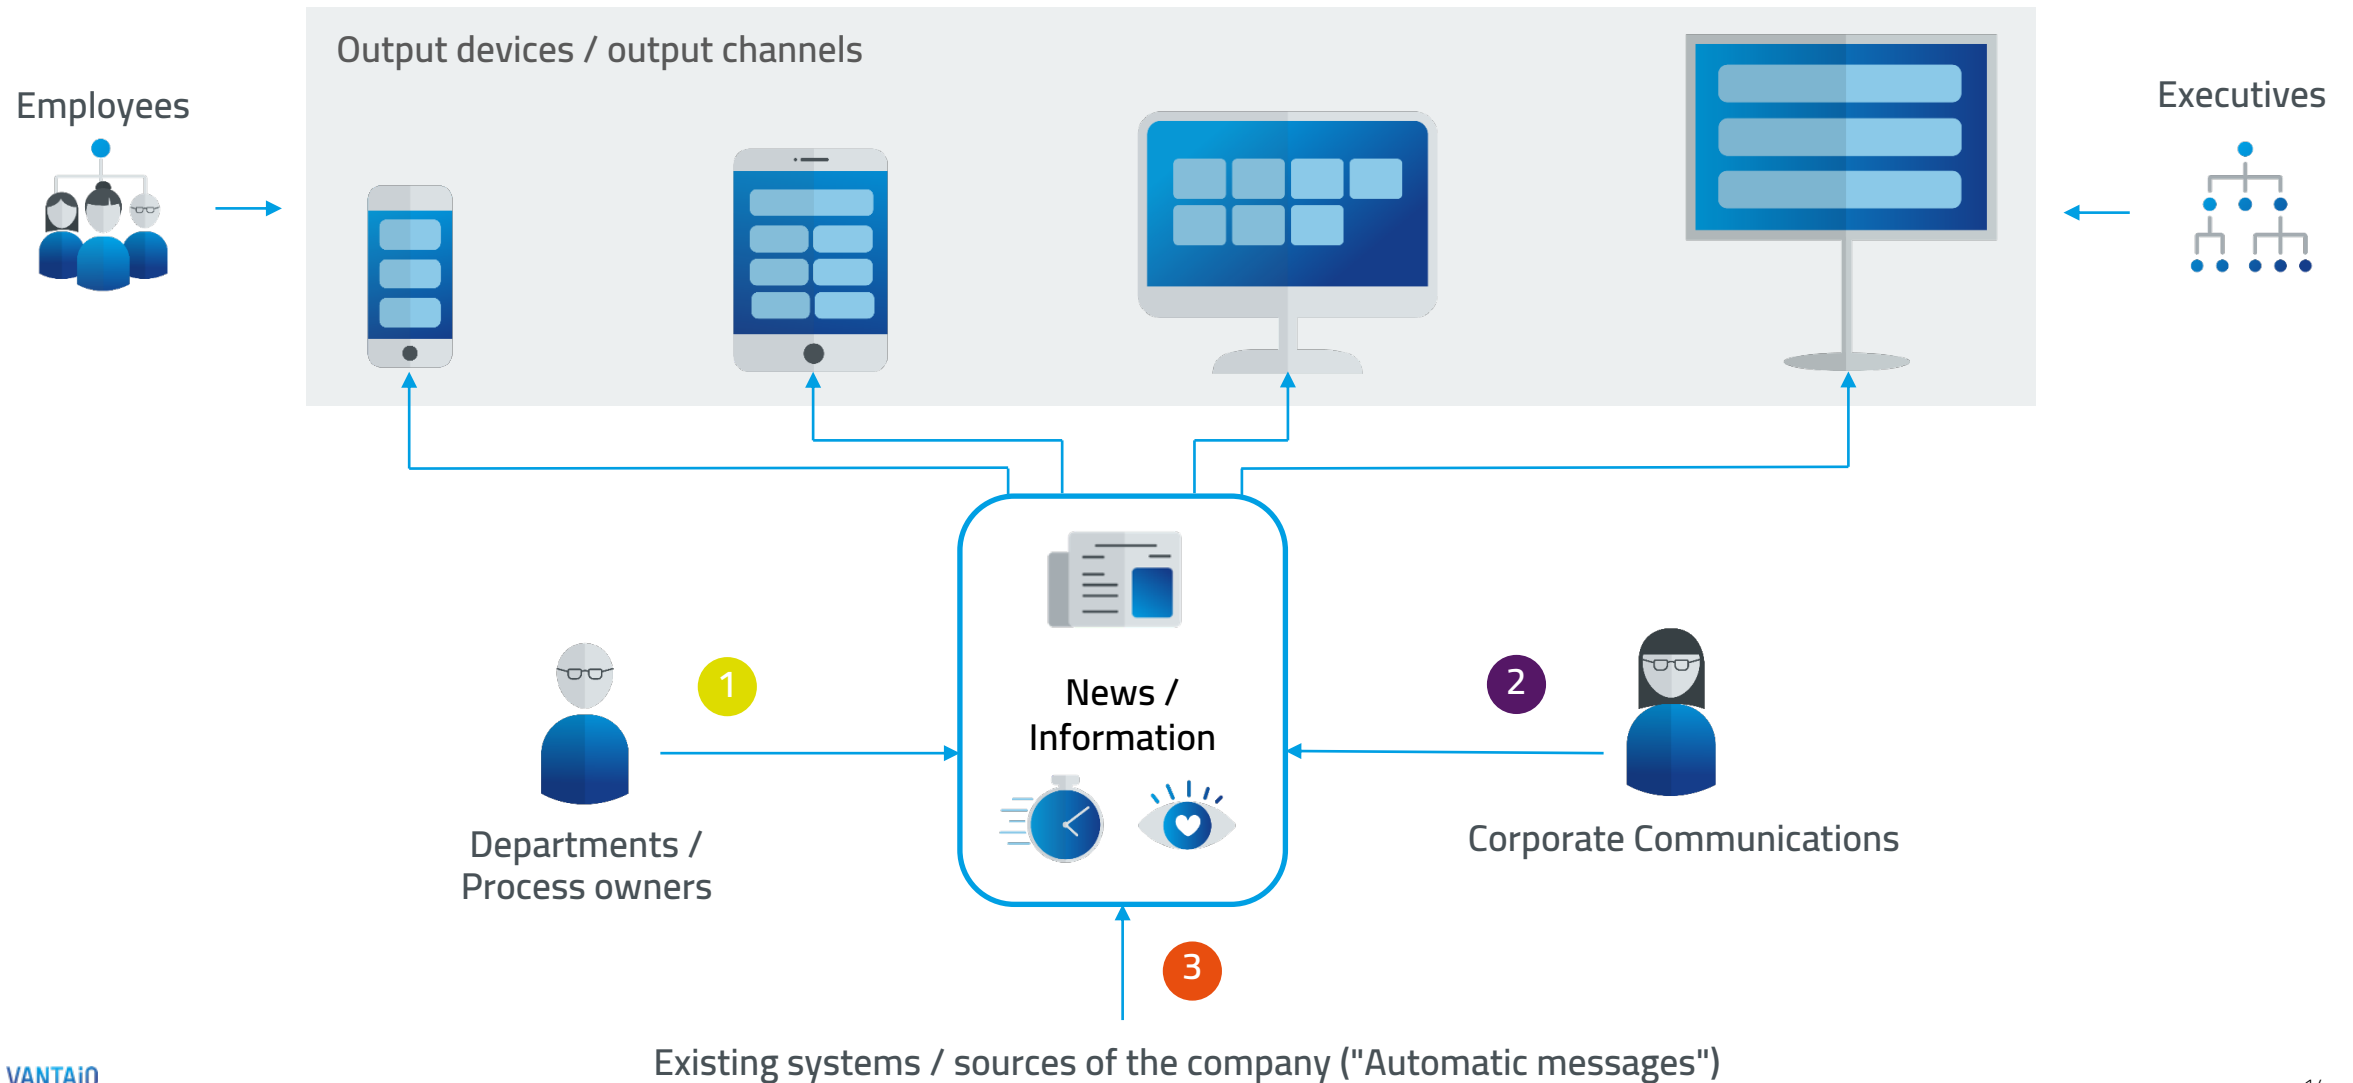 Output devices / output channels
Employees
Executives
1
2
News /
Information
Departments /
Process owners
Corporate Communications
3
Existing systems / sources of the company ("Automatic messages")
VANTAiO